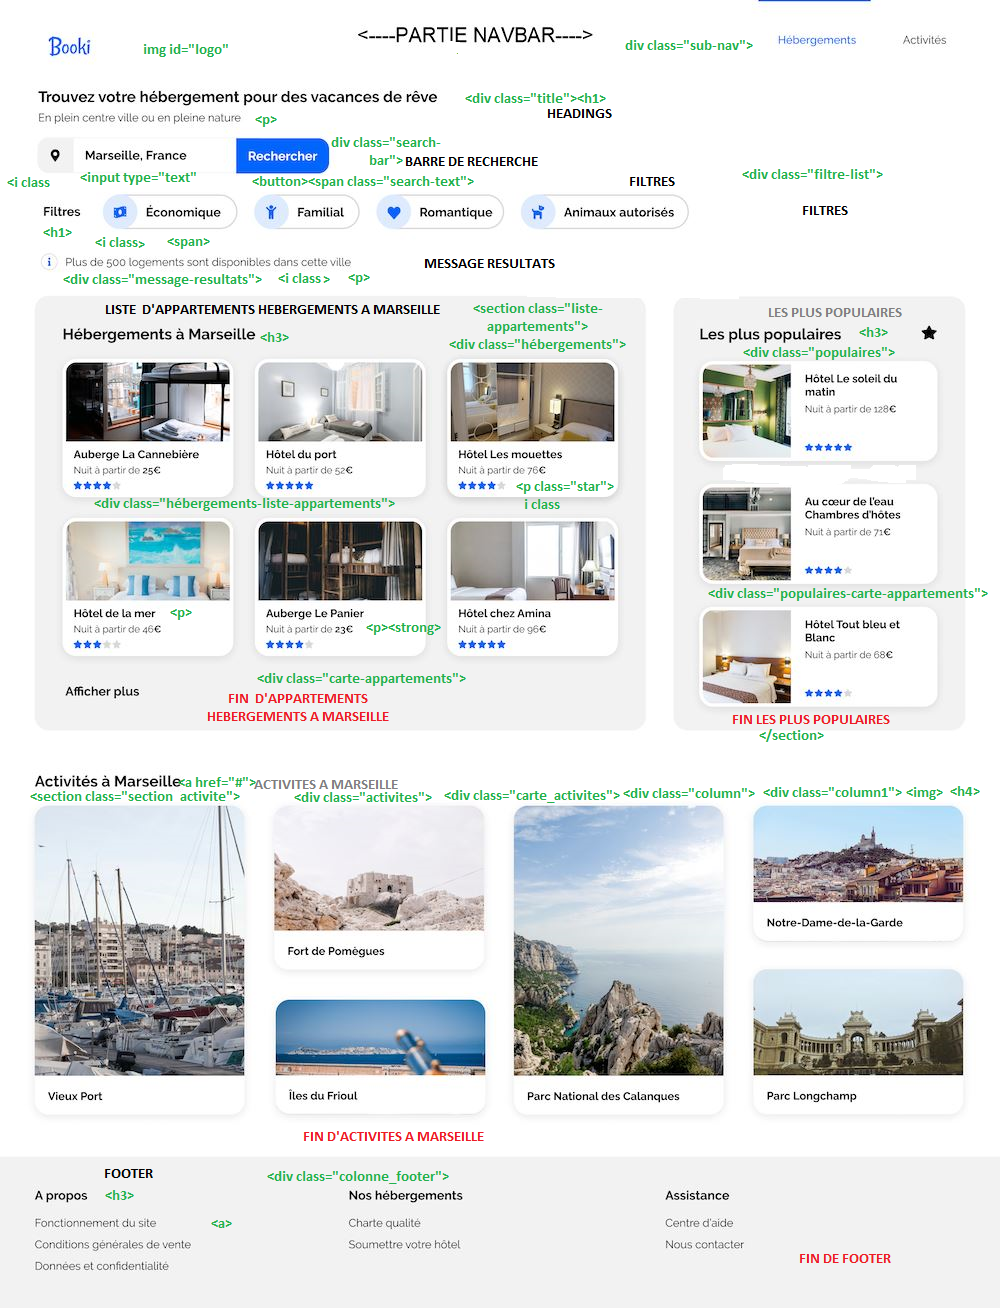 Booki
img id="logo"
<----PARTIE NAVBAR---->
div class="sub-nav">
Hébergements
Activités
Trouvez votre hébergement pour des vacances de rêve
<div class="title"><h1>
En plein centre ville ou en pleine nature
<p>
HEADINGS
Marseille, France
Rechercher
div class="search-
bar">
BARRE DE RECHERCHE
<i class
<input type="text"
<button><span class="search-text">
FILTRES
<div class="filtre-list">
Filtres
Économique
Familial
Romantique
Animaux autorisés
FILTRES
<h1>
<i class>
<span>
Plus de 500 logements sont disponibles dans cette ville
MESSAGE RESULTATS
<div class="message-resultats">
<i class >
<p>
LISTE D'APPARTEMENTS HEBERGEMENTS A MARSEILLE
<section class="liste-
appartements">
Hébergements à Marseille
<h3>
<div class="hébergements">
Auberge La Cannebière
Nuit à partir de 25€
Hôtel du port
Nuit à partir de 52€
Hôtel Les mouettes
Nuit à partir de 76€
<p class="star">
i class
<div class="hébergements-liste-appartements">
Hôtel de la mer
<p>
Nuit à partir de 46€
Auberge Le Panier
Nuit à partir de 23€
<p><strong>
Hôtel chez Amina
Nuit à partir de 96€
Afficher plus
<div class="carte-appartements">
FIN D'APPARTEMENTS
HEBERGEMENTS A MARSEILLE
LES PLUS POPULAIRES
Les plus populaires
<h3>
<div class="populaires">
Hôtel Le soleil du
matin
Nuit à partir de 128€
Au cœur de l'eau
Chambres d'hôtes
Nuit à partir de 71€
<div class="populaires-carte-appartements">
Hôtel Tout bleu et
Blanc
Nuit à partir de 68€
FIN LES PLUS POPULAIRES
</section>
Activités à Marseille
<a href="#">
ACTIVITES A MARSEILLE
<section class="section_activite">
<div class="activites">
<div class="carte_activites">
<div class="column">
<div class="column1">
<img>
<h4>
Vieux Port
Fort de Pomègues
Îles du Frioul
Parc National des Calanques
Notre-Dame-de-la-Garde
Parc Longchamp
FIN D'ACTIVITES A MARSEILLE
FOOTER
<div class="colonne_footer">
A propos
<h3>
Fonctionnement du site
<a>
Conditions générales de vente
Données et confidentialité
Nos hébergements
Charte qualité
Soumettre votre hôtel
Assistance
Centre d'aide
Nous contacter
FIN DE FOOTER